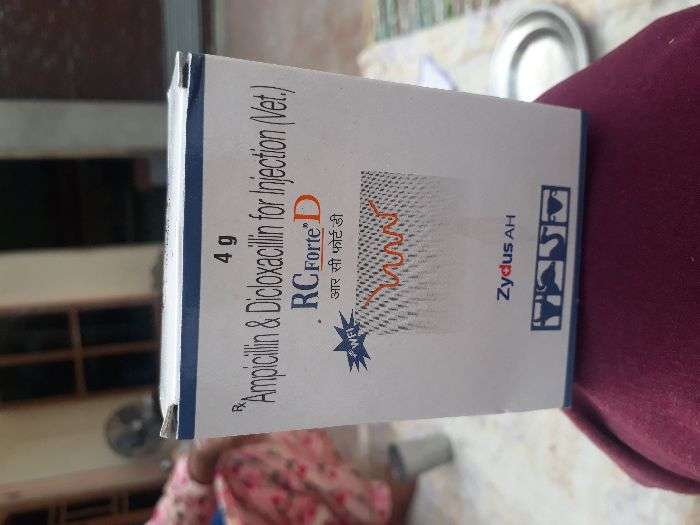 4 g
Rx Ampicillin & Dicloxacillin for Injection (Vet.)
RC Forte® D
आर सी फोर्ट डी
Zydus AH